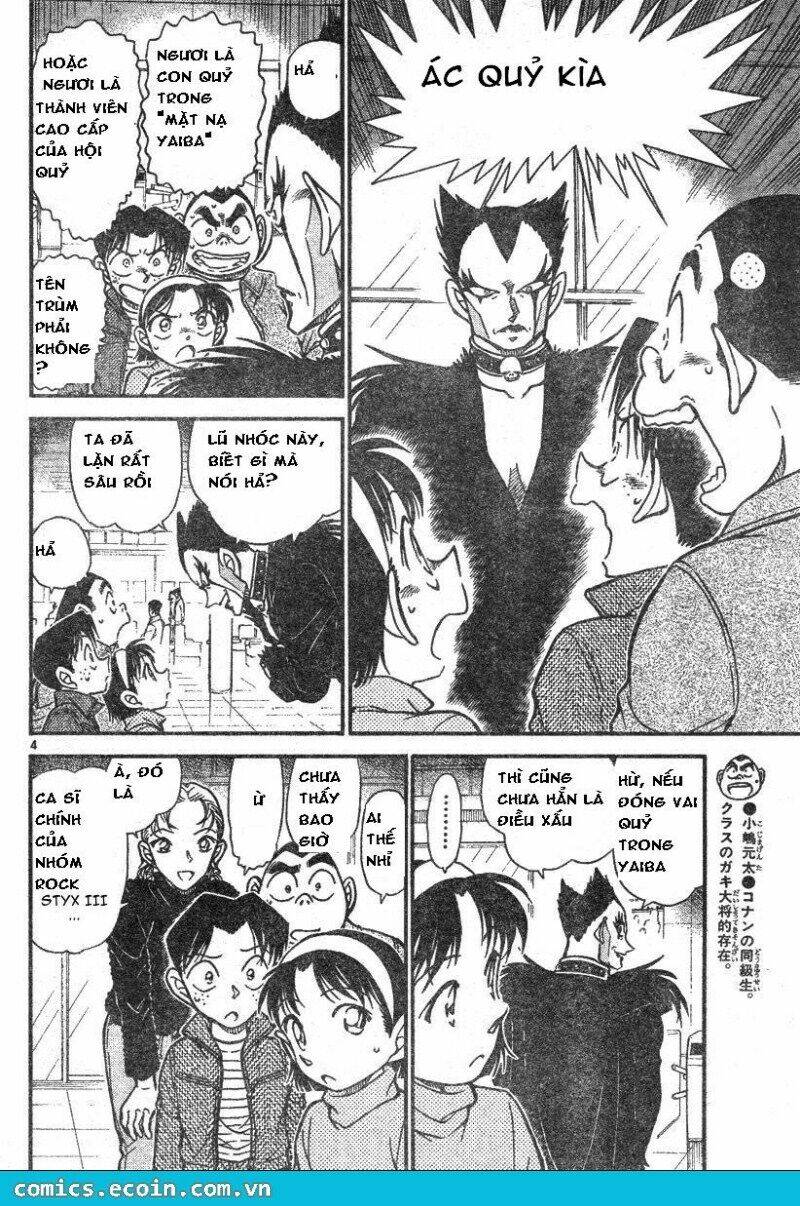 ÁC QUỶ KÌA
HẢ
NGƯƠI LÀ
CON QUỶ
TRONG
"MẶT NẠ
YAIBA"
HOẶC
NGƯƠI LÀ
THÀNH VIÊN
CAO CẤP
CỦA HỘI
QUỶ
TÊN
TRÙM
PHẢI
KHÔNG
?
LŨ NHÓC NÀY,
BIẾT GÌ MÀ
NÓI HẢ?
TA ĐÃ
LẶN RẤT
SÂU RỒI
HẢ
4
HỪ, NẾU
ĐÓNG VAI
QUỶ
TRONG
YAIBA
THÌ CŨNG
CHƯA HẲN LÀ
ĐIỀU XẤU
........
AI THẾ
NHỈ
CHƯA
THẤY
BAO
GIỜ
Ừ
À, ĐÓ
LÀ
CA SĨ
CHÍNH
CỦA
NHÓM
ROCK
STYX III
...
●小嶋元太●コナンの同級生。
クラスのガキ大将的存在。
comics.ecoin.com.vn